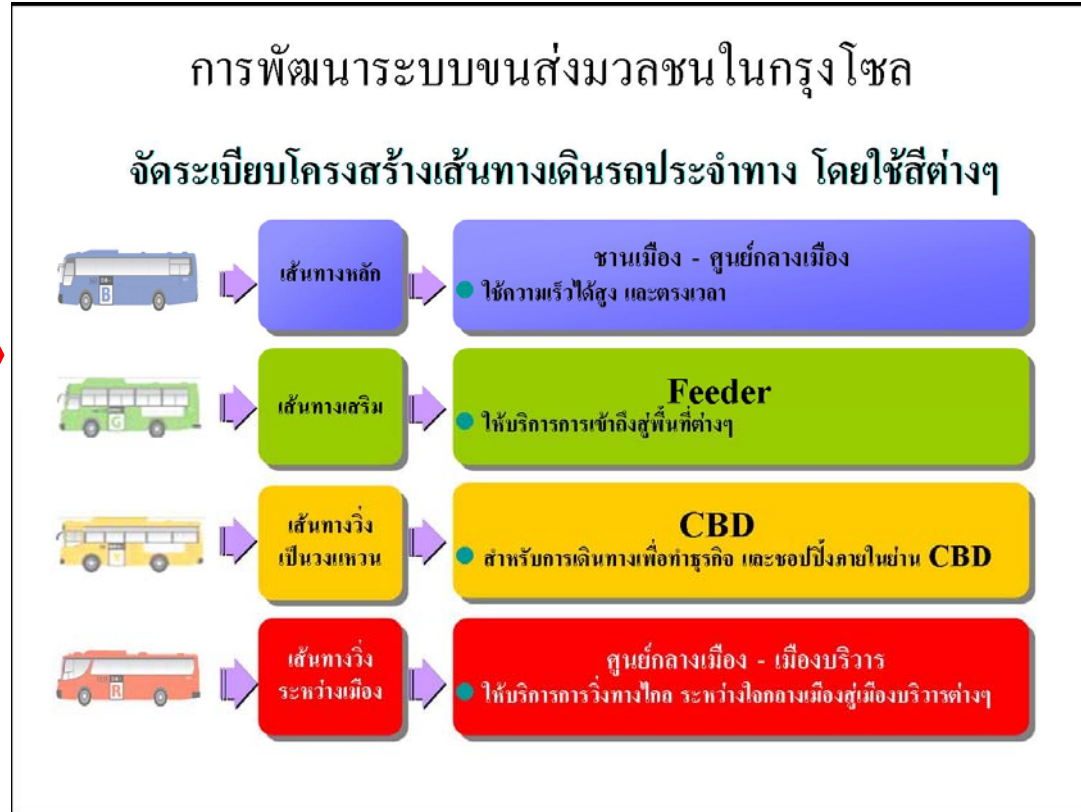 การพัฒนาระบบขนส่งมวลชนในกรุงโซล
จัดระเบียบโครงสร้างเส้นทางเดินรถประจำทาง โดยใช้สีต่างๆ
B
เส้นทางหลัก
ชานเมือง - ศูนย์กลางเมือง
ใช้ความเร็วได้สูง และตรงเวลา
G
เส้นทางเสริม
Feeder
ให้บริการการเข้าถึงสู่พื้นที่ต่างๆ
Y
เส้นทางวิ่ง
เป็นวงแหวน
CBD
สำหรับการเดินทางเพื่อทำธุรกิจ และชอปปิ้งภายในย่าน CBD
R
เส้นทางวิ่ง
ระหว่างเมือง
ศูนย์กลางเมือง - เมืองบริวาร
ให้บริการการวิ่งทางไกล ระหว่างใจกลางเมืองสู่เมืองบริวารต่างๆ